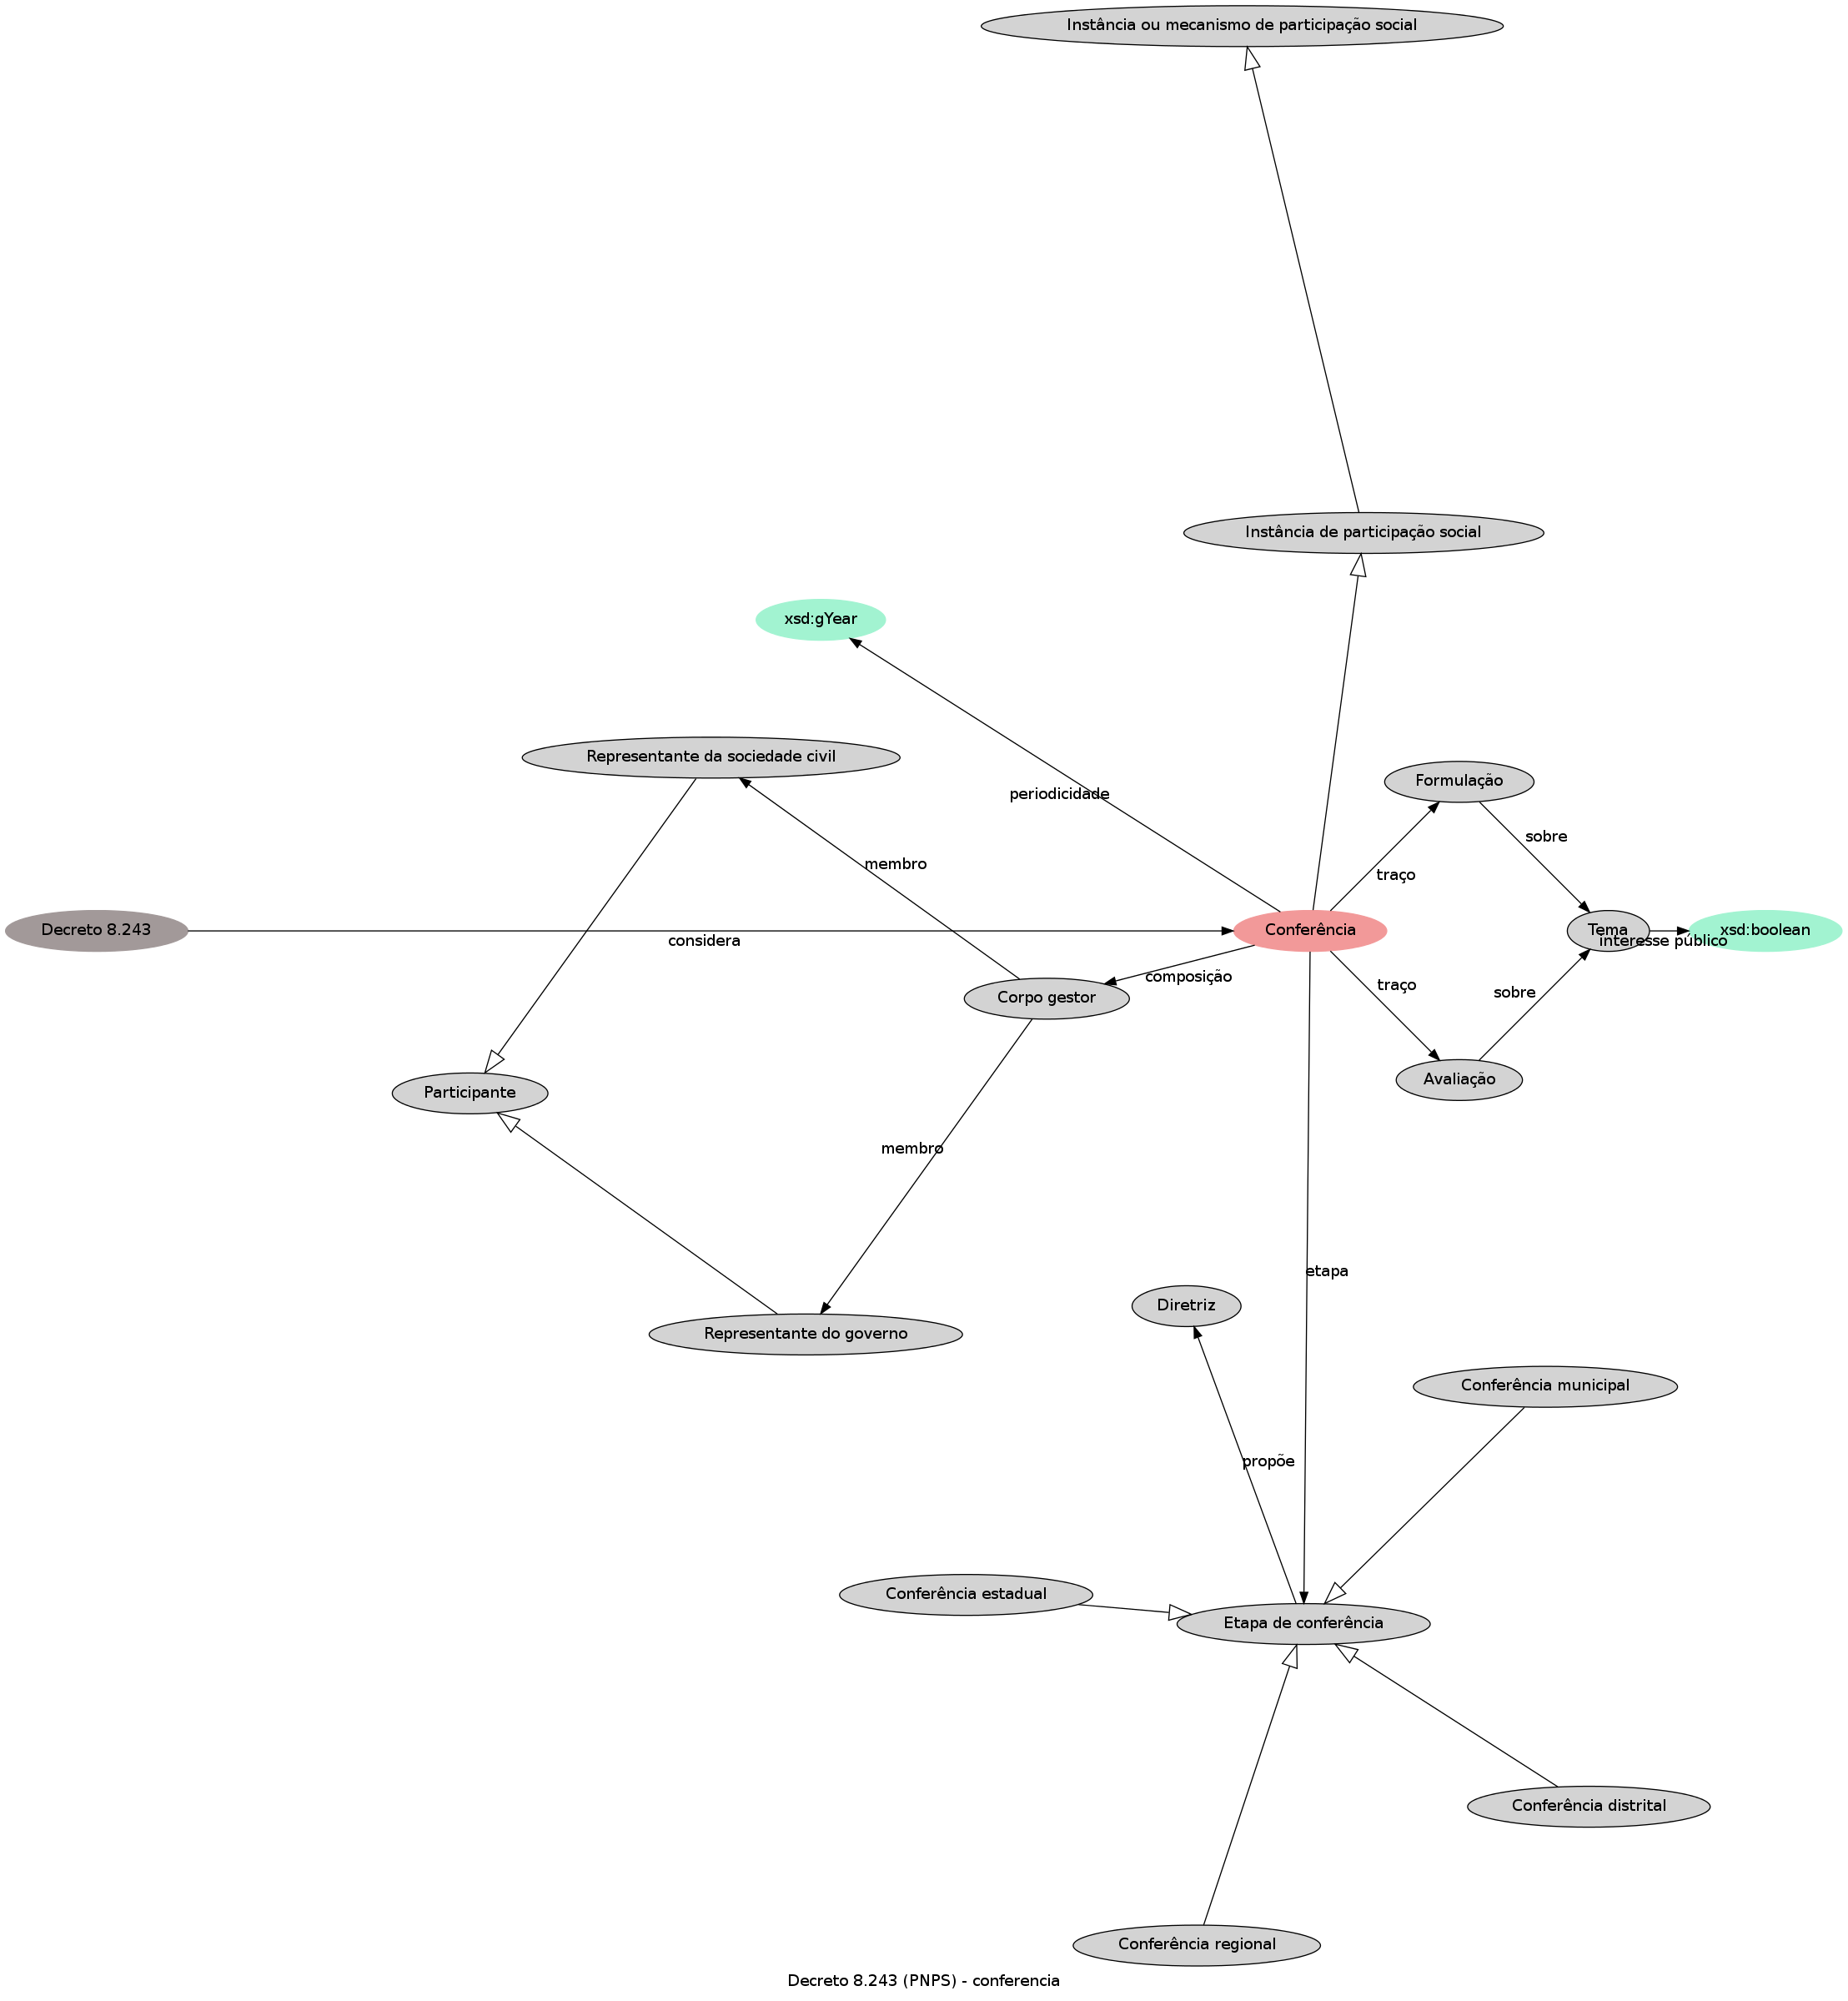 Instância ou mecanismo de participação social
Instância de participação social
xsd:gYear
Representante da sociedade civil
Formulação
periodicidade
sobre
membro
traço
Decreto 8.243
considera
Conferência
Tema
interesse público
xsd:boolean
composição
traço
sobre
Corpo gestor
Avaliação
Participante
membro
etapa
Diretriz
Representante do governo
Conferência municipal
propõe
Conferência estadual
Etapa de conferência
Conferência distrital
Conferência regional
Decreto 8.243 (PNPS) - conferencia